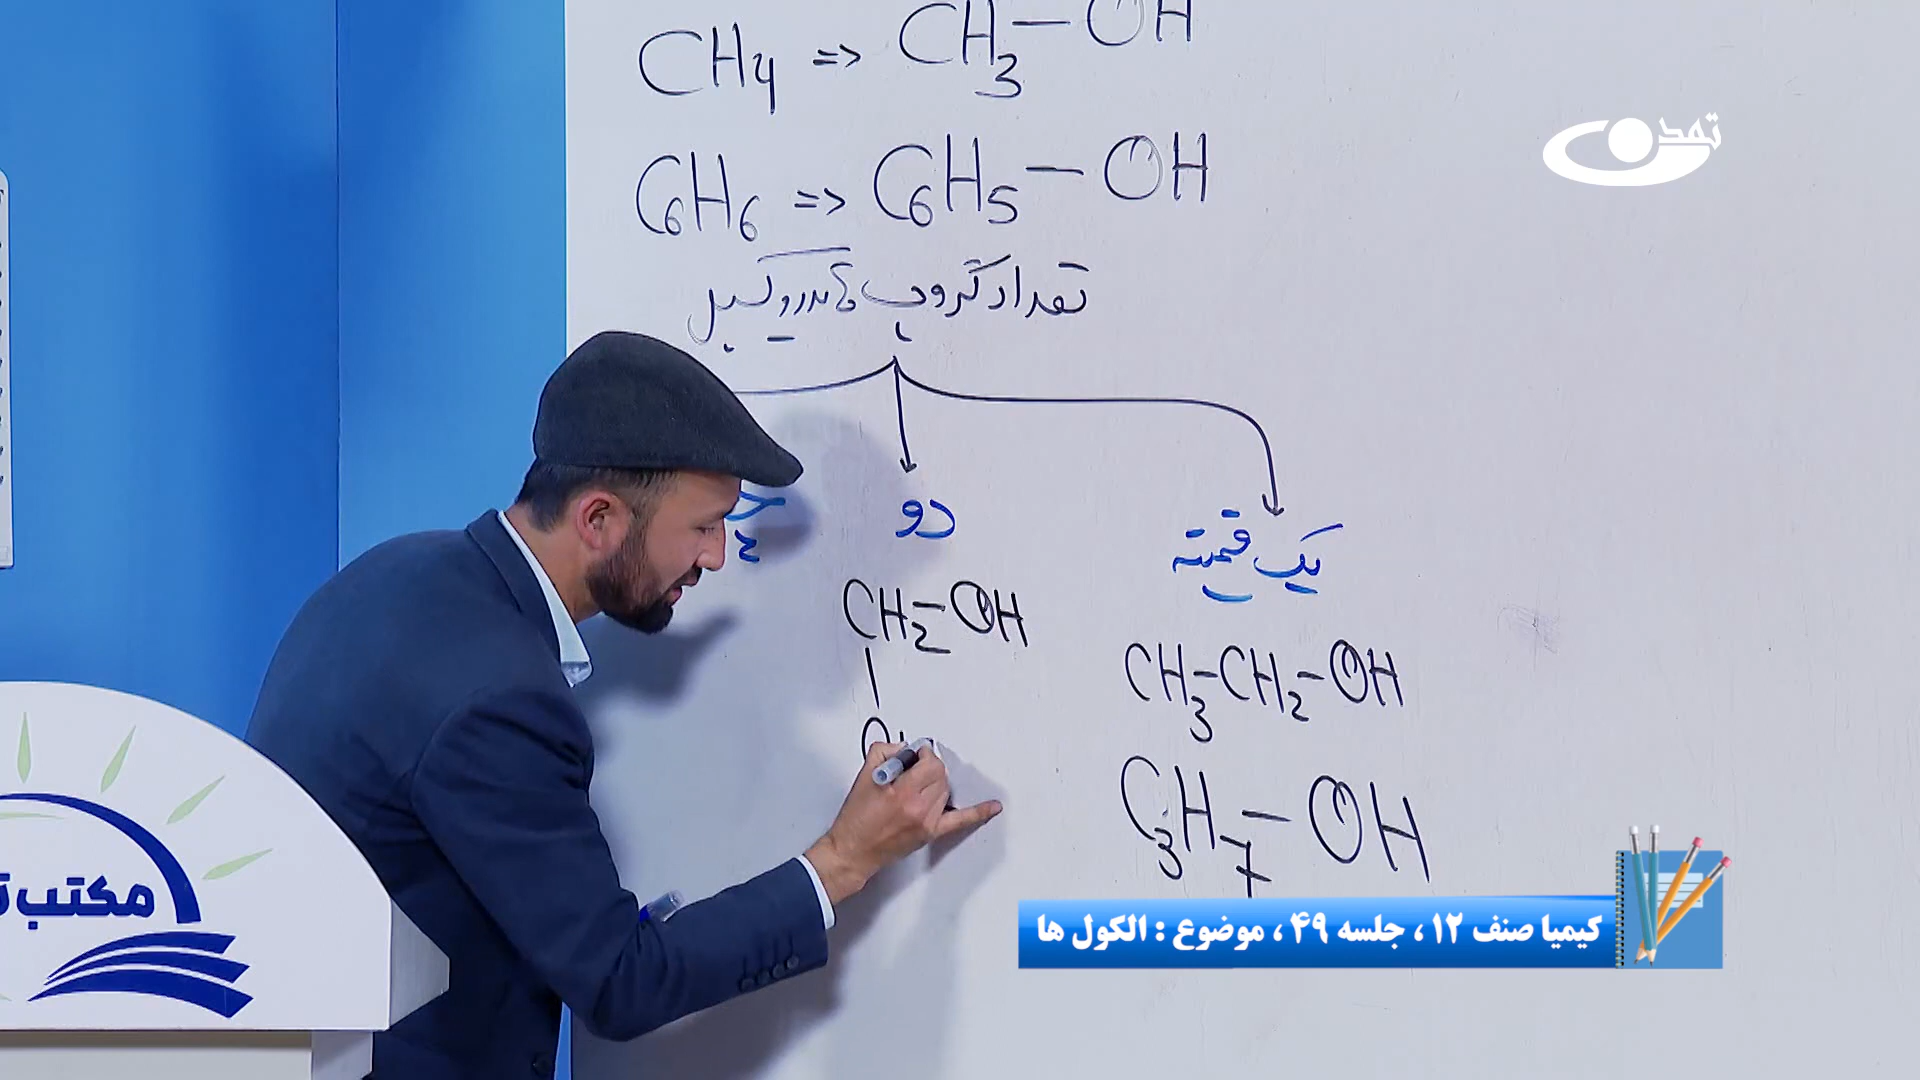 CH4 => CH3-OH
C6H6 => C6H5-OH
تعداد گروپ هایدروکسیل
یک قیمته
دو
CH2-OH
CH3-CH2-OH
C3H7-OH
تمدن
کیمیا صنف ۱۲ ، جلسه ۴۹ ، موضوع : الکول ها
مکتب